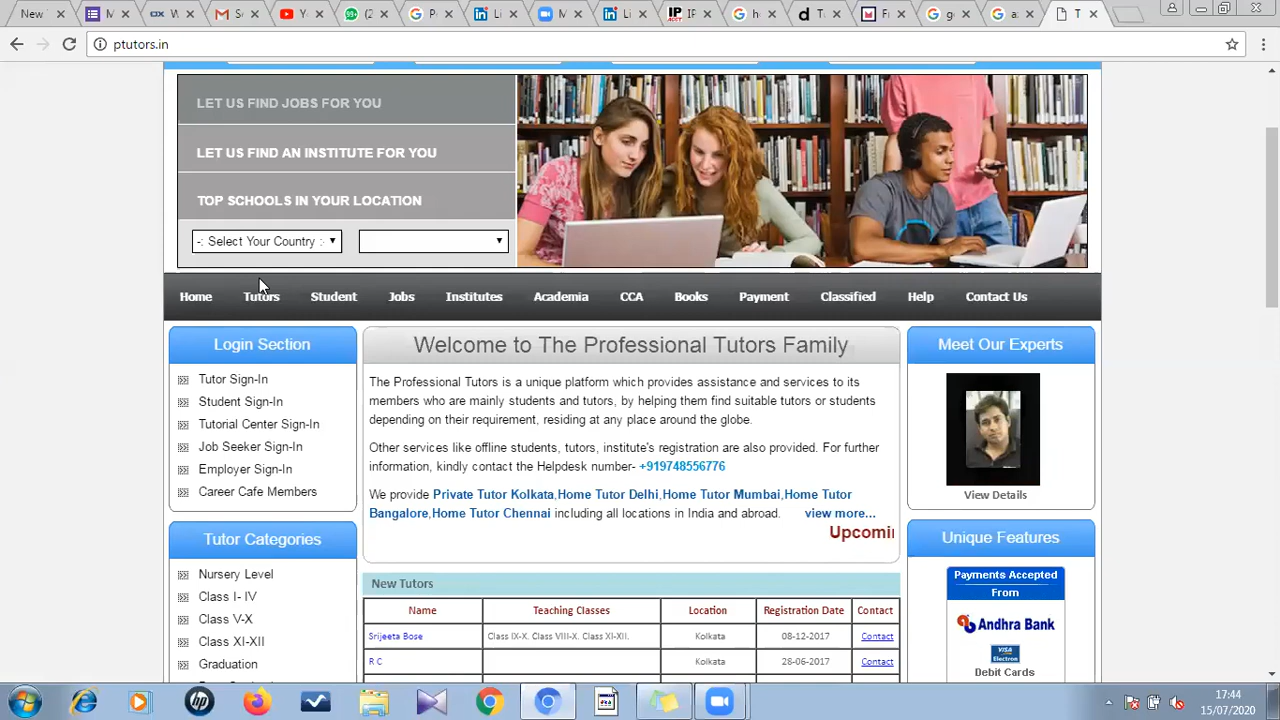 New
M
W
S
Y
(2
P
Li
M
Li
IP
h
T
F
g
a
T
ptutors.in
LET US FIND JOBS FOR YOU
LET US FIND AN INSTITUTE FOR YOU
TOP SCHOOLS IN YOUR LOCATION
-: Select Your Country :-
Home Tutors Student Jobs Institutes Academia CCA Books Payment Classified Help Contact Us
Login Section
Tutor Sign-In
Student Sign-In
Tutorial Center Sign-In
Job Seeker Sign-In
Employer Sign-In
Career Cafe Members
Tutor Categories
Nursery Level
Class I- IV
Class V-X
Class XI-XII
Graduation
Welcome to The Professional Tutors Family
The Professional Tutors is a unique platform which provides assistance and services to its
members who are mainly students and tutors, by helping them find suitable tutors or students
depending on their requirement, residing at any place around the globe.
Other services like offline students, tutors, institute's registration are also provided. For further
information, kindly contact the Helpdesk number- +919748556776
We provide Private Tutor Kolkata,Home Tutor Delhi,Home Tutor Mumbai,Home Tutor
Bangalore,Home Tutor Chennai including all locations in India and abroad. view more...
Upcomin
New Tutors
Name Teaching Classes Location Registration Date Contact
Srijeeta Bose Class IX-X. Class VIII-X. Class XI-XII. Kolkata 08-12-2017 Contact
R C Kolkata 28-06-2017 Contact
Meet Our Experts
View Details
Unique Features
Payments Accepted
From
Andhra Bank
VISA
Electron
Debit Cards
17:44
15/07/2020